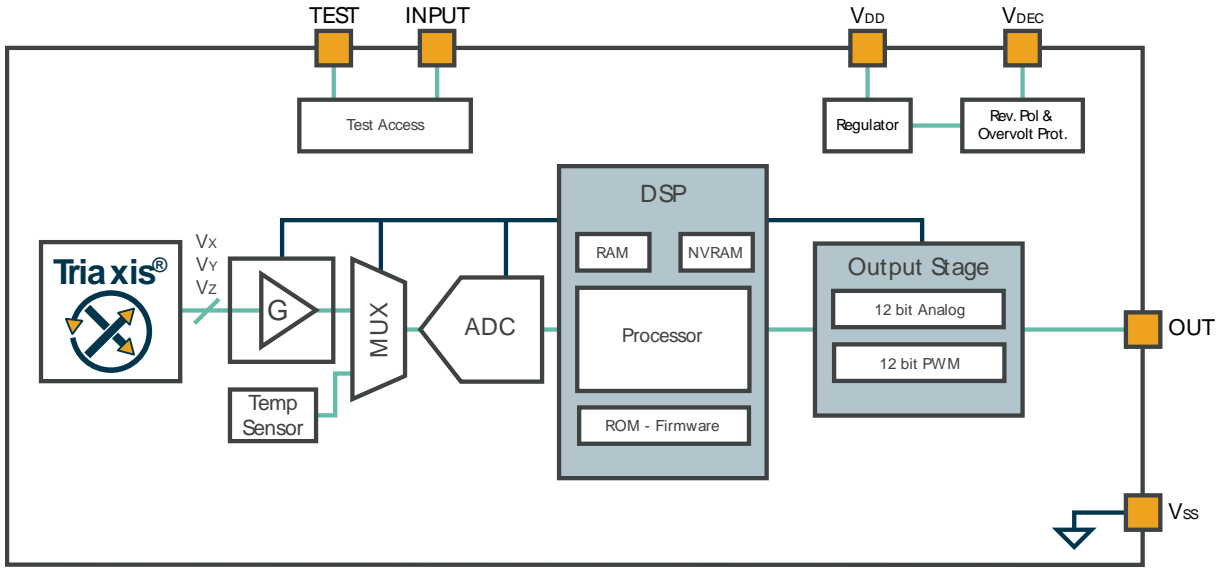 TEST
INPUT
VDD
VDEC
Test Access
Regulator
Rev. Pol &
Overvolt Prot.
DSP
RAM
NVRAM
Triaxis®
VX
VY
VZ
G
MUX
ADC
Processor
Output Stage
12 bit Analog
12 bit PWM
OUT
Temp
Sensor
ROM - Firmware
VSS